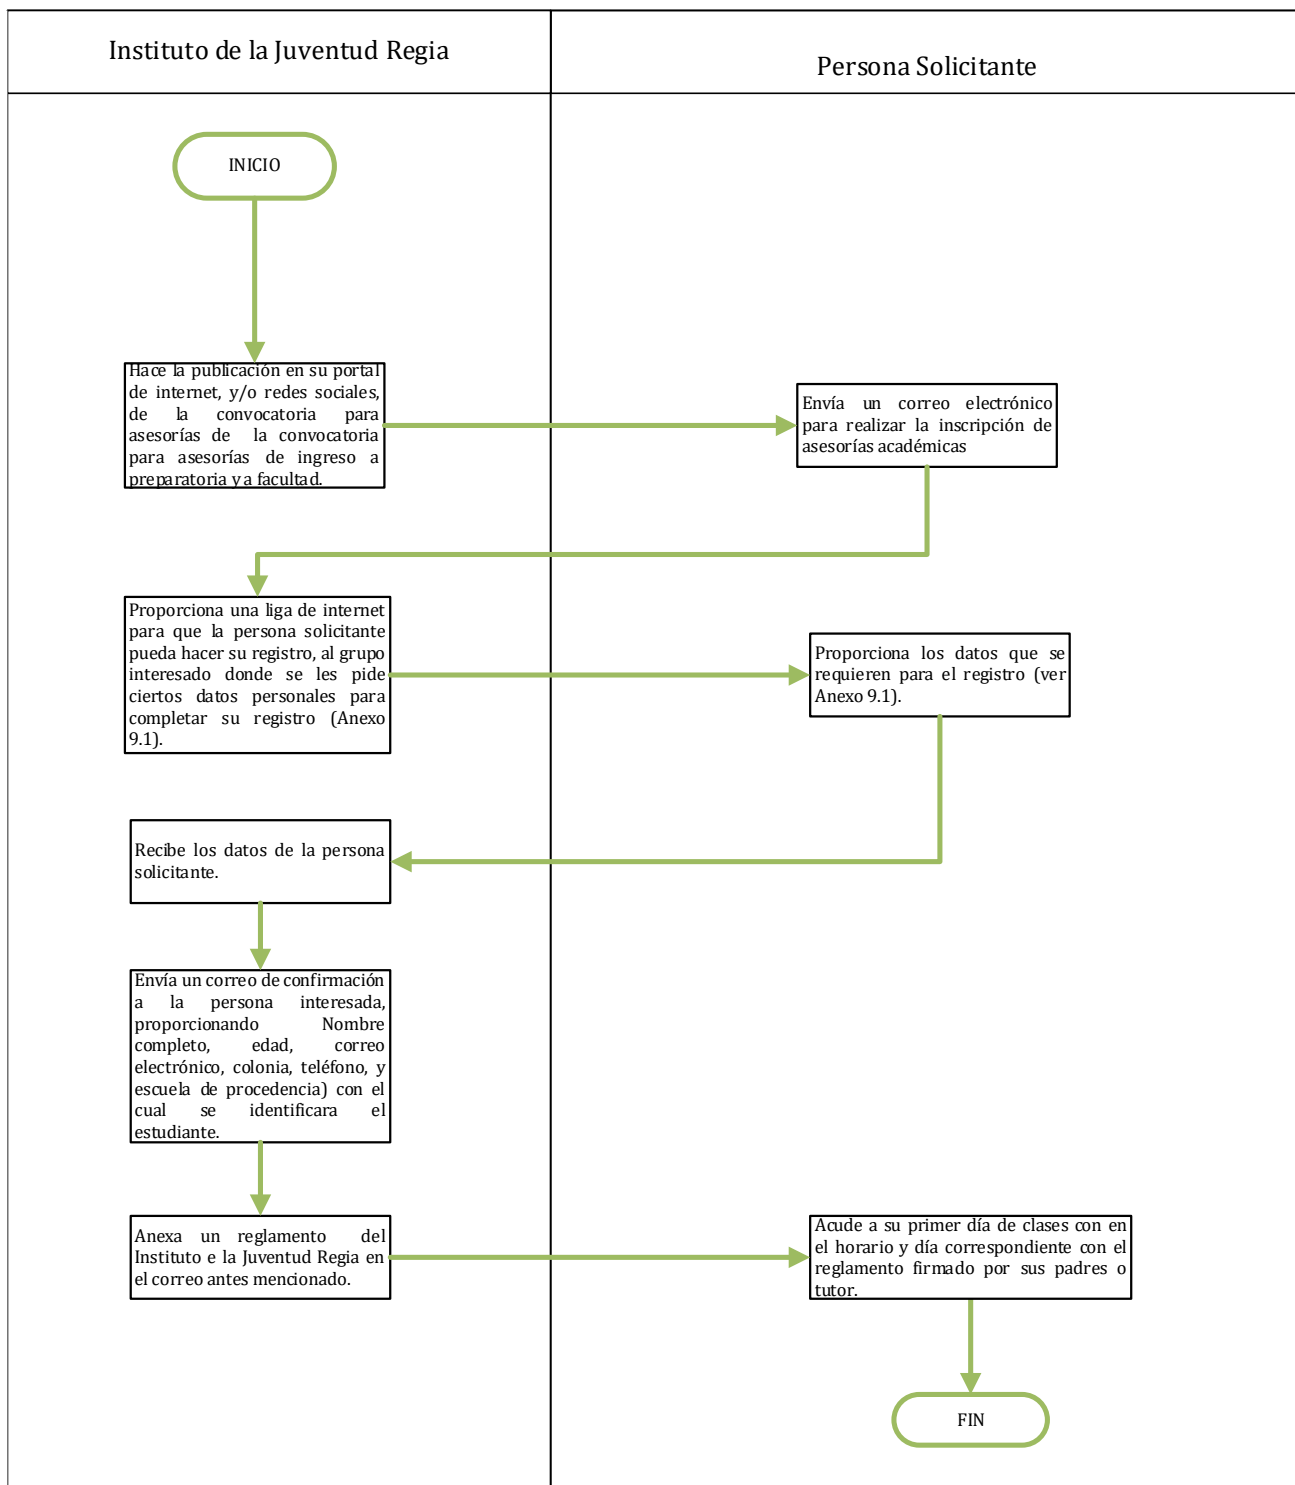 Instituto de la Juventud Regia
Persona Solicitante
INICIO
Hace la publicación en su portal
de internet, y/o redes sociales,
de la convocatoria para
asesorías de la convocatoria
para asesorías de ingreso a
preparatoria y a facultad.
Envía un correo electrónico
para realizar la inscripción de
asesorías académicas
Proporciona una liga de internet
para que la persona solicitante
pueda hacer su registro, al grupo
interesado donde se les pide
ciertos datos personales para
completar su registro (Anexo
9.1).
Proporciona los datos que se
requieren para el registro (ver
Anexo 9.1).
Recibe los datos de la persona
solicitante.
Envía un correo de confirmación
a la persona interesada,
proporcionando Nombre
completo, edad, correo
electrónico, colonia, teléfono, y
escuela de procedencia) con el
cual se identificara el
estudiante.
Anexa un reglamento del
Instituto e la Juventud Regia en
el correo antes mencionado.
Acude a su primer día de clases con en
el horario y día correspondiente con el
reglamento firmado por sus padres o
tutor.
FIN